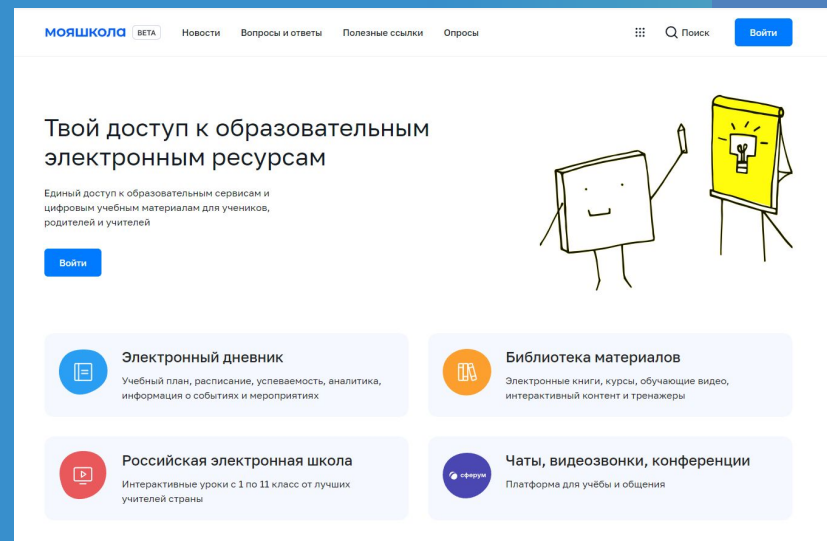 МОЯШКОЛА BETA Новости Вопросы и ответы Полезные ссылки Опросы Поиск Войти
Твой доступ к образовательным
электронным ресурсам
Единый доступ к образовательным сервисам и
цифровым учебным материалам для учеников,
родителей и учителей
Войти
Электронный дневник
Учебный план, расписание, успеваемость, аналитика,
информация о событиях и мероприятиях
Библиотека материалов
Электронные книги, курсы, обучающие видео,
интерактивный контент и тренажеры
Российская электронная школа
Интерактивные уроки с 1 по 11 класс от лучших
учителей страны
сферум
Чаты, видеозвонки, конференции
Платформа для учёбы и общения